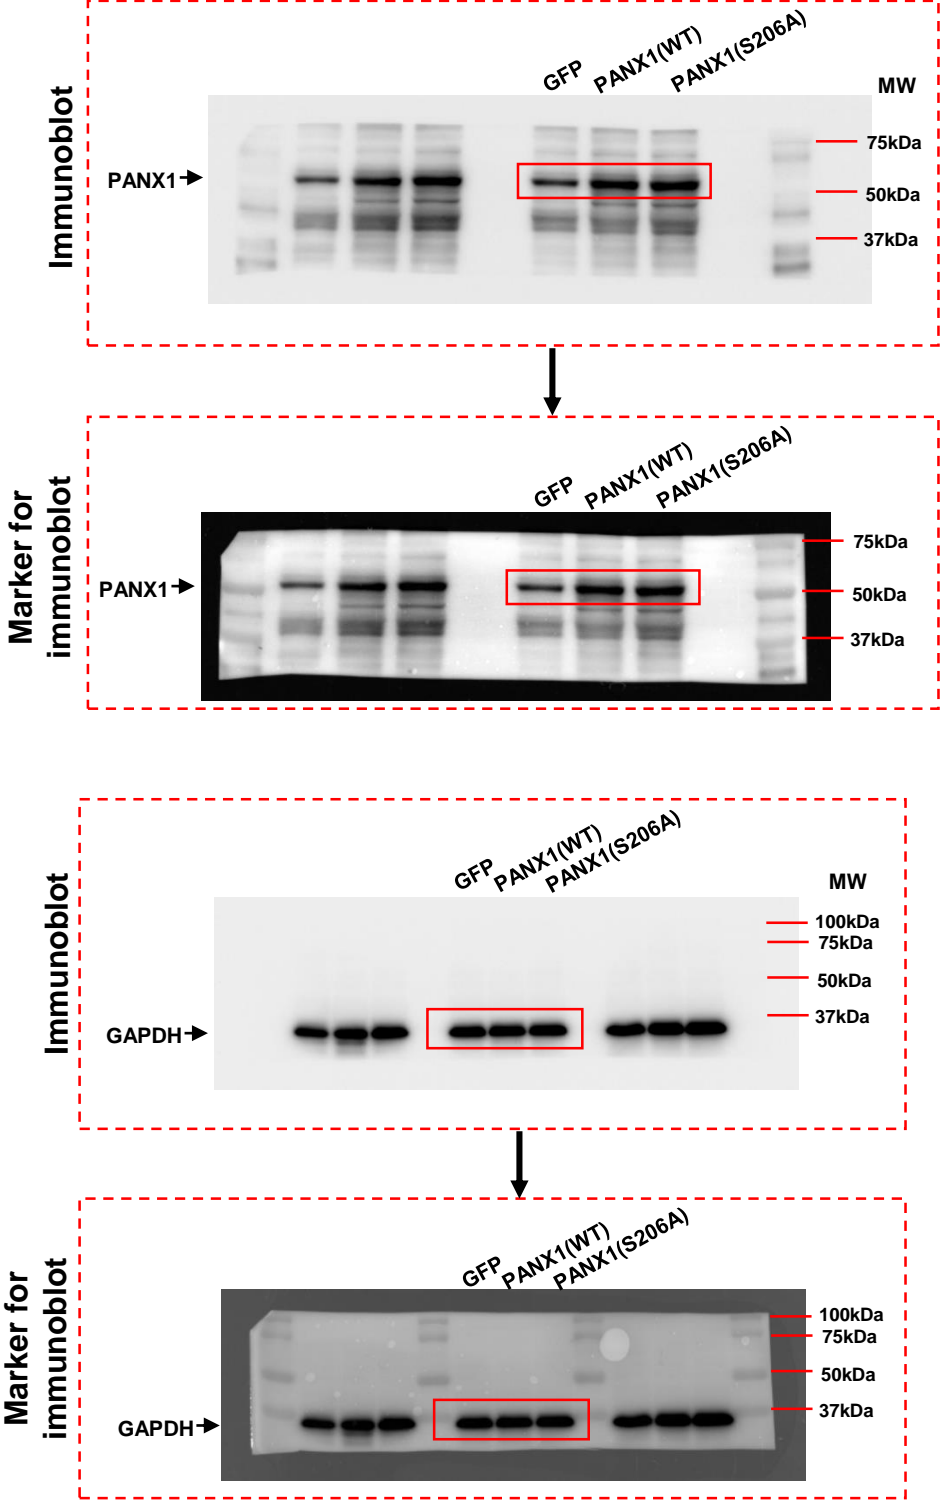 Immunoblot
GFP
PANX1(WT)
PANX1(S206A)
MW
PANX1
75kDa
50kDa
37kDa
Marker for
immunoblot
GFP
PANX1(WT)
PANX1(S206A)
PANX1
75kDa
50kDa
37kDa
Immunoblot
GFP
PANX1(WT)
PANX1(S206A)
MW
100kDa
75kDa
50kDa
37kDa
GAPDH
Marker for
immunoblot
GFP
PANX1(WT)
PANX1(S206A)
100kDa
75kDa
50kDa
37kDa
GAPDH